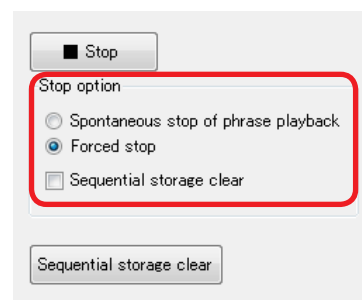 Stop
Stop option
Spontaneous stop of phrase playback
Forced stop
Sequential storage clear
Sequential storage clear